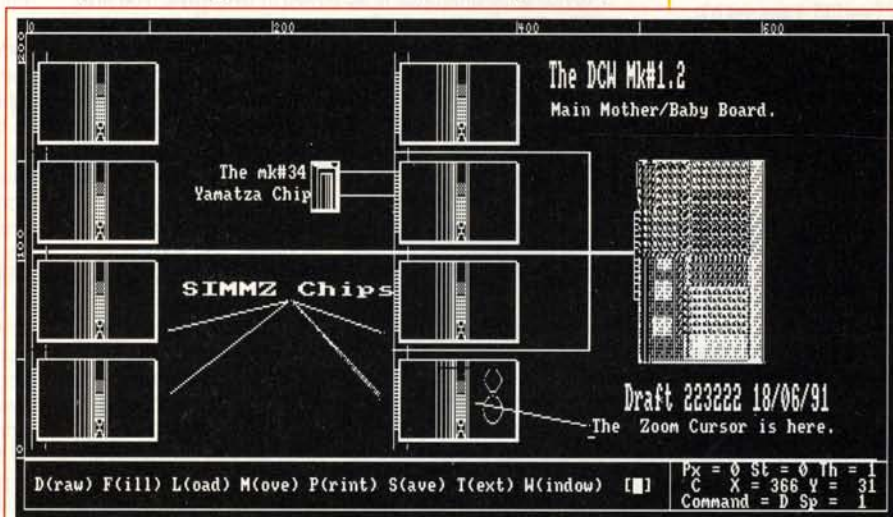 0 200 400 600
200
The DCW Mk#1.2
Main Mother/Baby Board.
The mk#34
Yamatza Chip
100
SIMMZ Chips
Draft 223222 18/06/91
The Zoom Cursor is here.
0
D(raw) F(ill) L(oad) M(ove) P(rint) S(ave) T(ext) W(indow) [█]
Px = 0 St = 0 Th = 1
C X = 366 Y = 31
Command = D Sp = 1